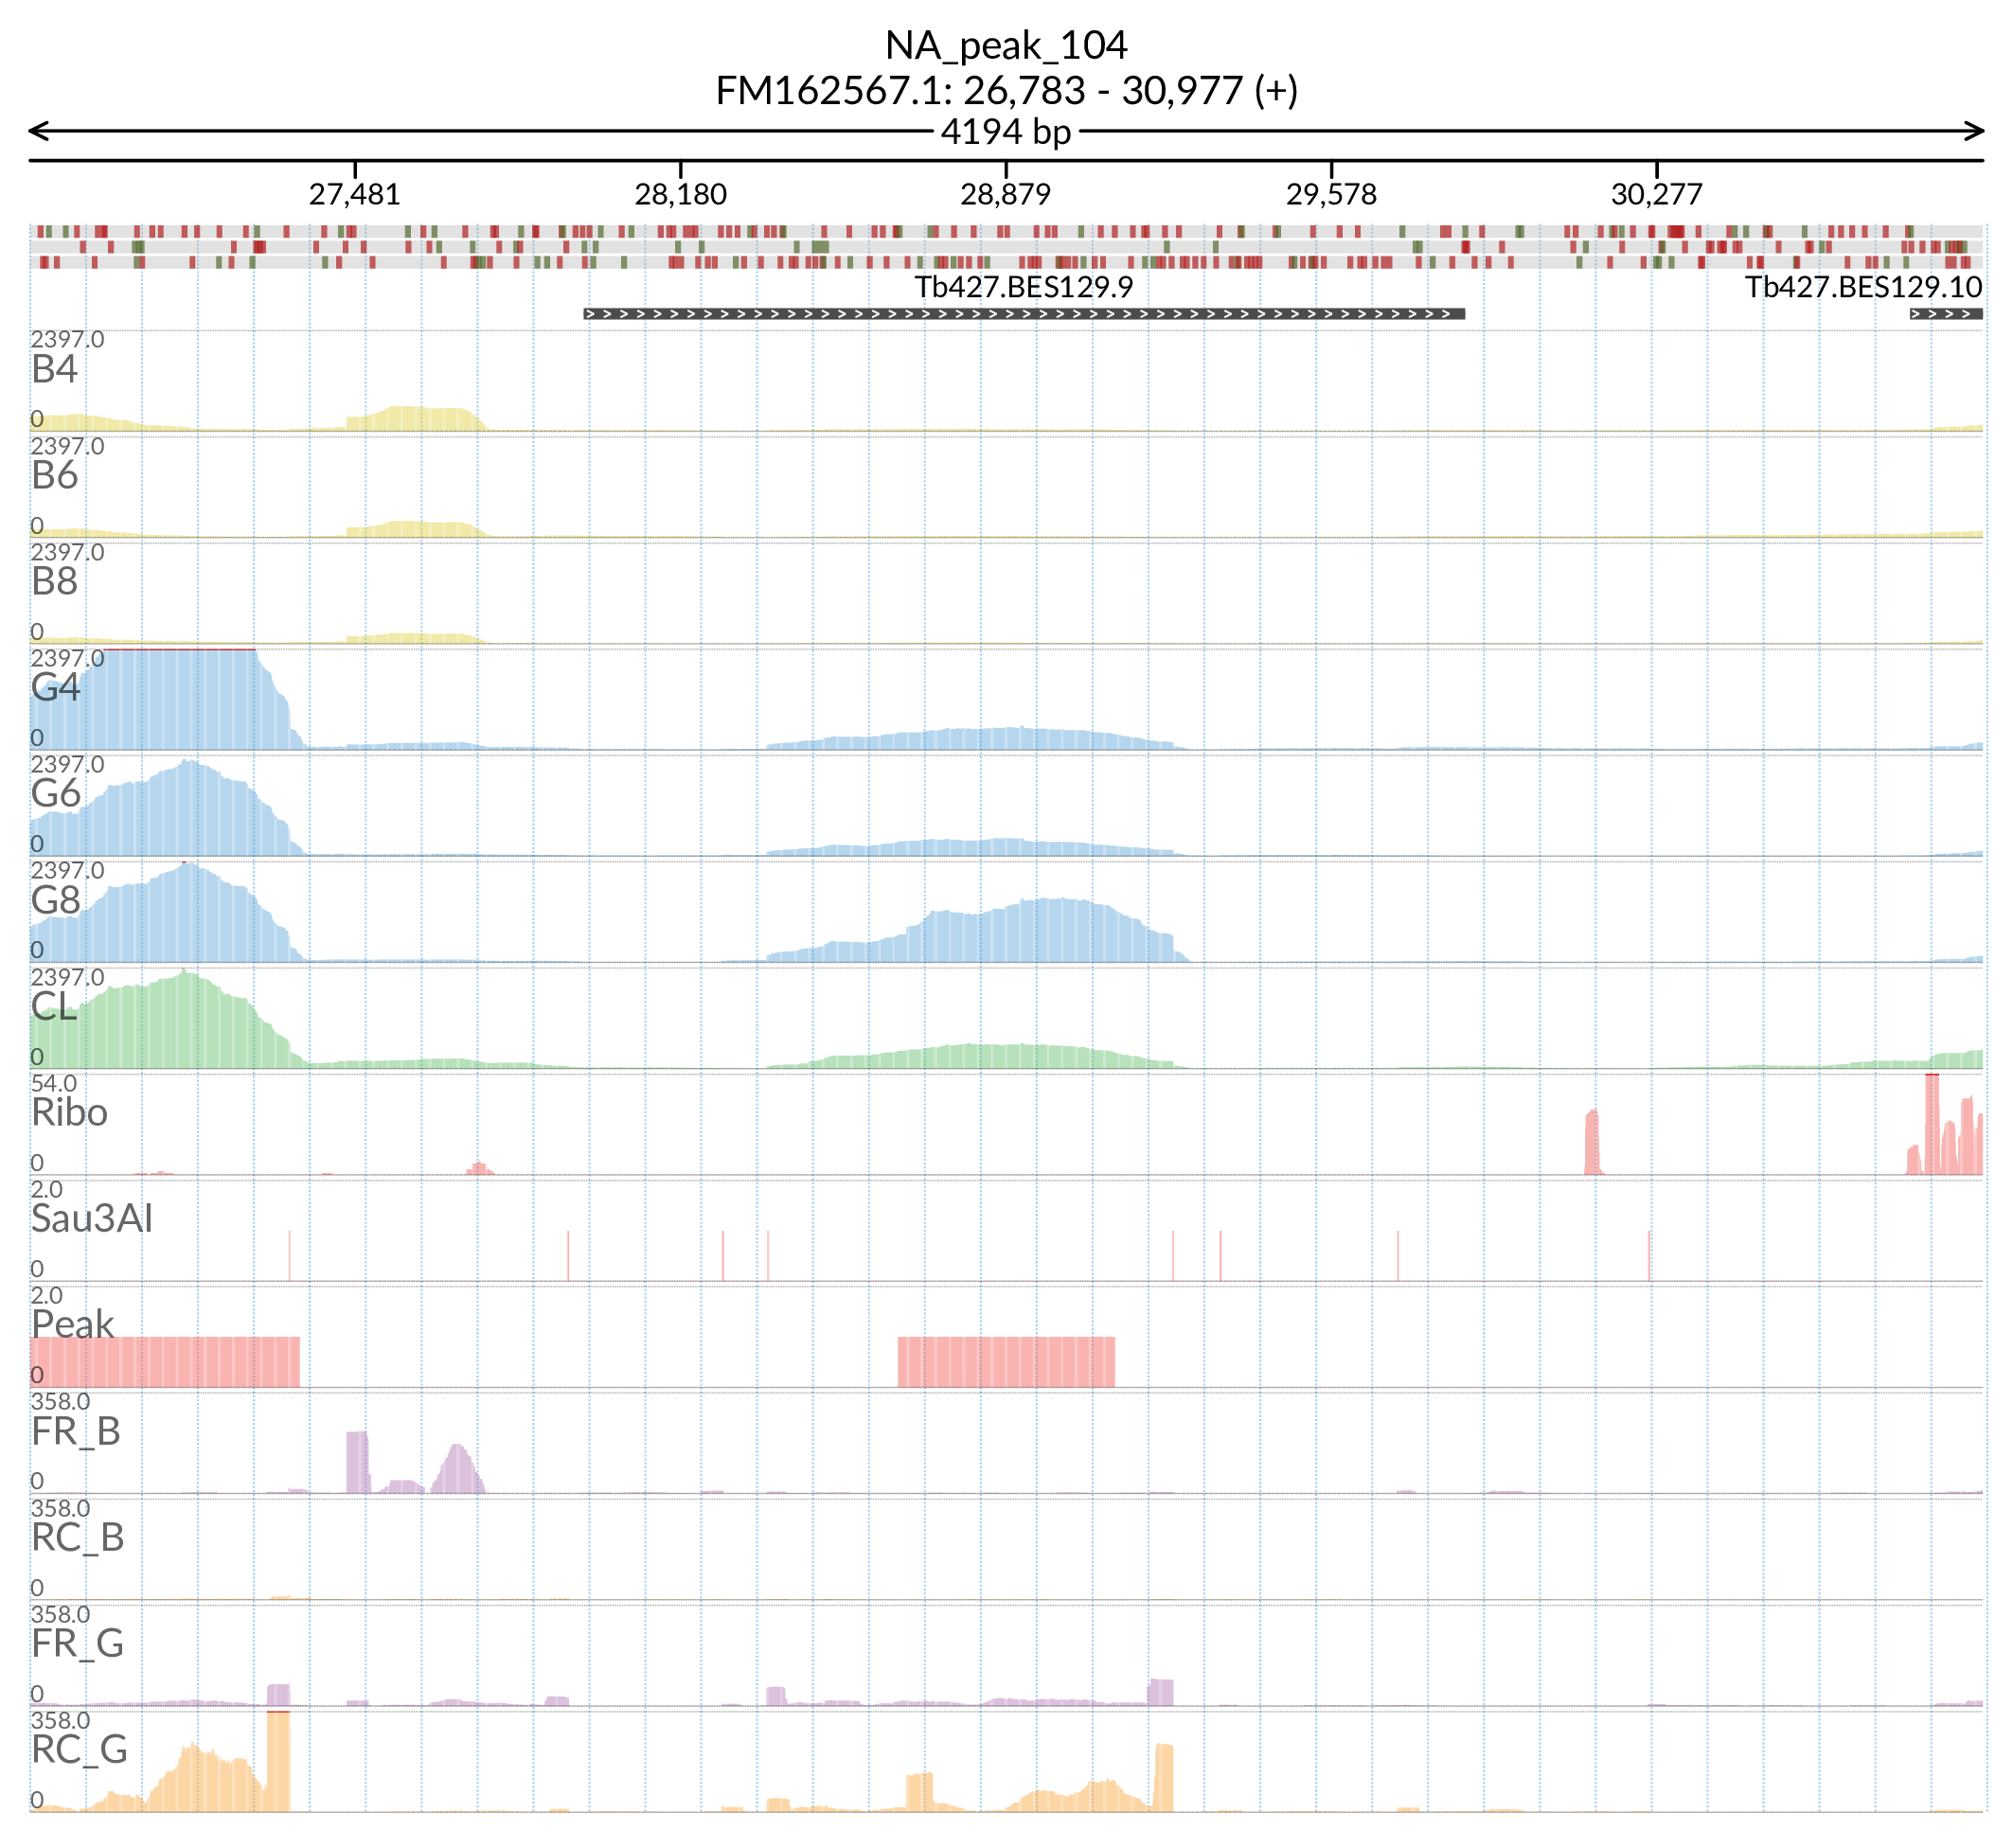 NA_peak_104
FM162567.1: 26,783 - 30,977 (+)
4194 bp
27,481 28,180 28,879 29,578 30,277
Tb427.BES129.9 Tb427.BES129.10
2397.0
B4
0
2397.0
B6
0
2397.0
B8
0
2397.0
G4
0
2397.0
G6
0
2397.0
G8
0
2397.0
CL
0
54.0
Ribo
0
2.0
Sau3AI
0
2.0
Peak
0
358.0
FR_B
0
358.0
RC_B
0
358.0
FR_G
0
358.0
RC_G
0